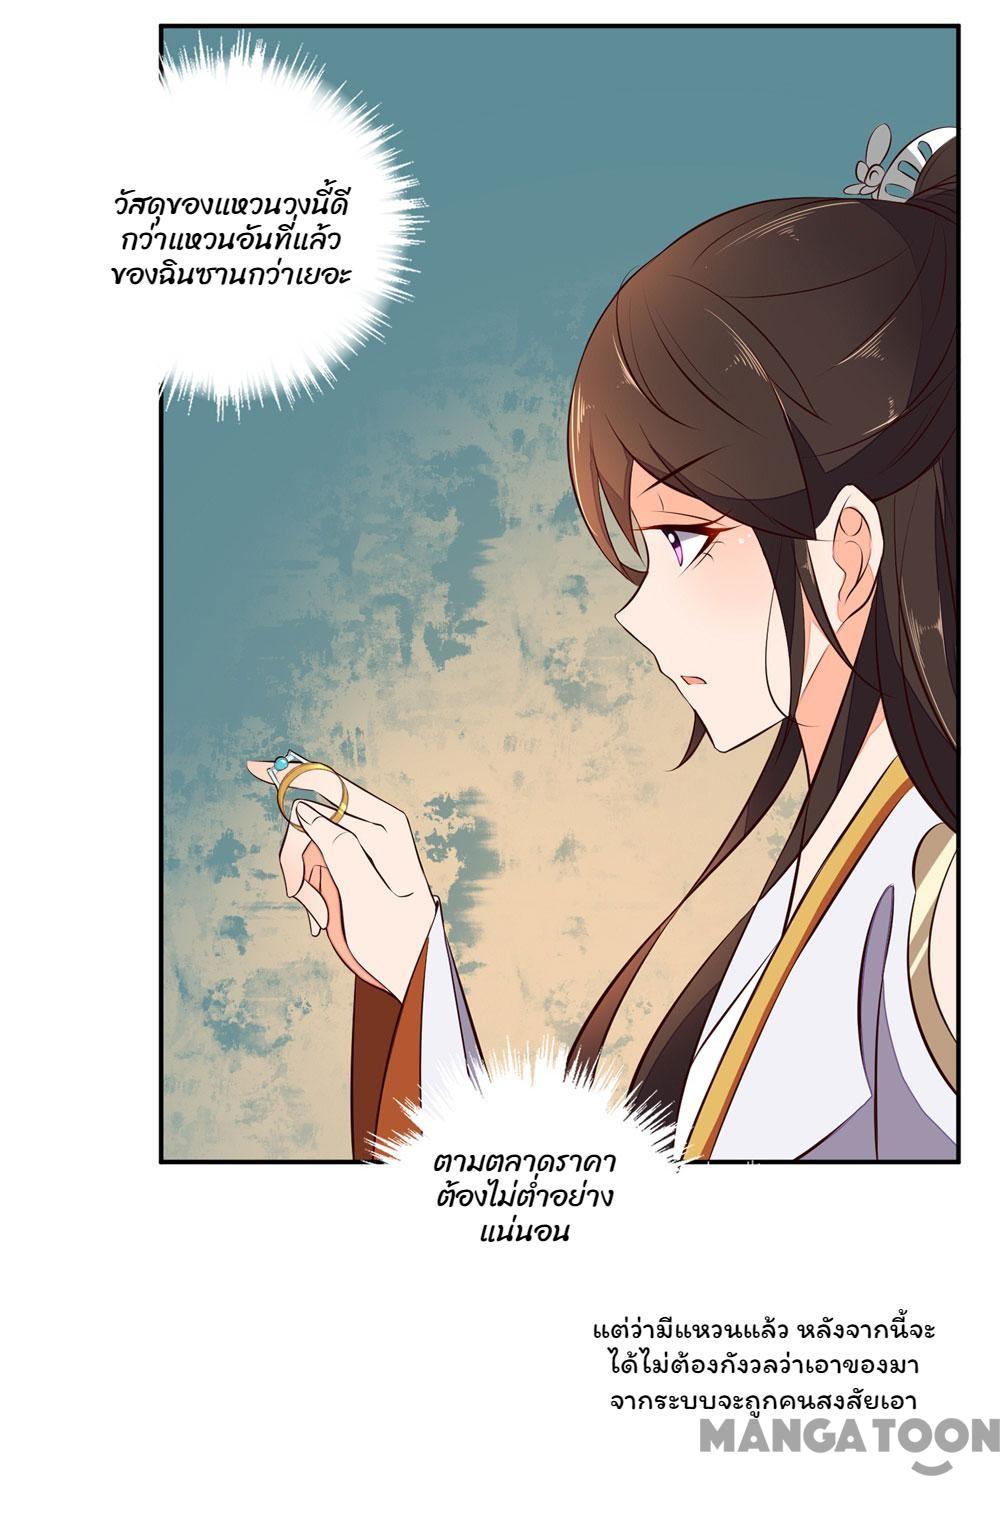 วัสดุของแหวนวงนี้ดี
กว่าแหวนอันที่แล้ว
ของฉินซานกว่าเยอะ
ตามตลาดราคา
ต้องไม่ต่ำอย่าง
แน่นอน
แต่ว่ามีแหวนแล้ว หลังจากนี้จะ
ได้ไม่ต้องกังวลว่าเอาของมา
จากระบบจะถูกคนสงสัยเอา
MANGATOON